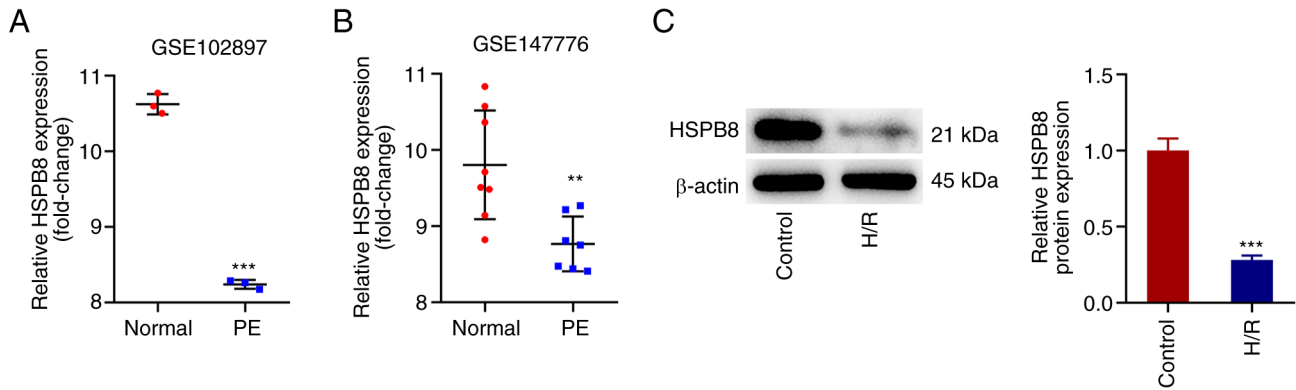 A
GSE102897
Relative HSPB8 expression
(fold-change)
11
10
9
8
***
Normal
PE
B
GSE147776
Relative HSPB8 expression
(fold-change)
11
10
9
8
**
Normal
PE
C
HSPB8
21 kDa
β-actin
45 kDa
Control
H/R
Relative HSPB8
protein expression
1.5
1.0
0.5
0.0
***
Control
H/R